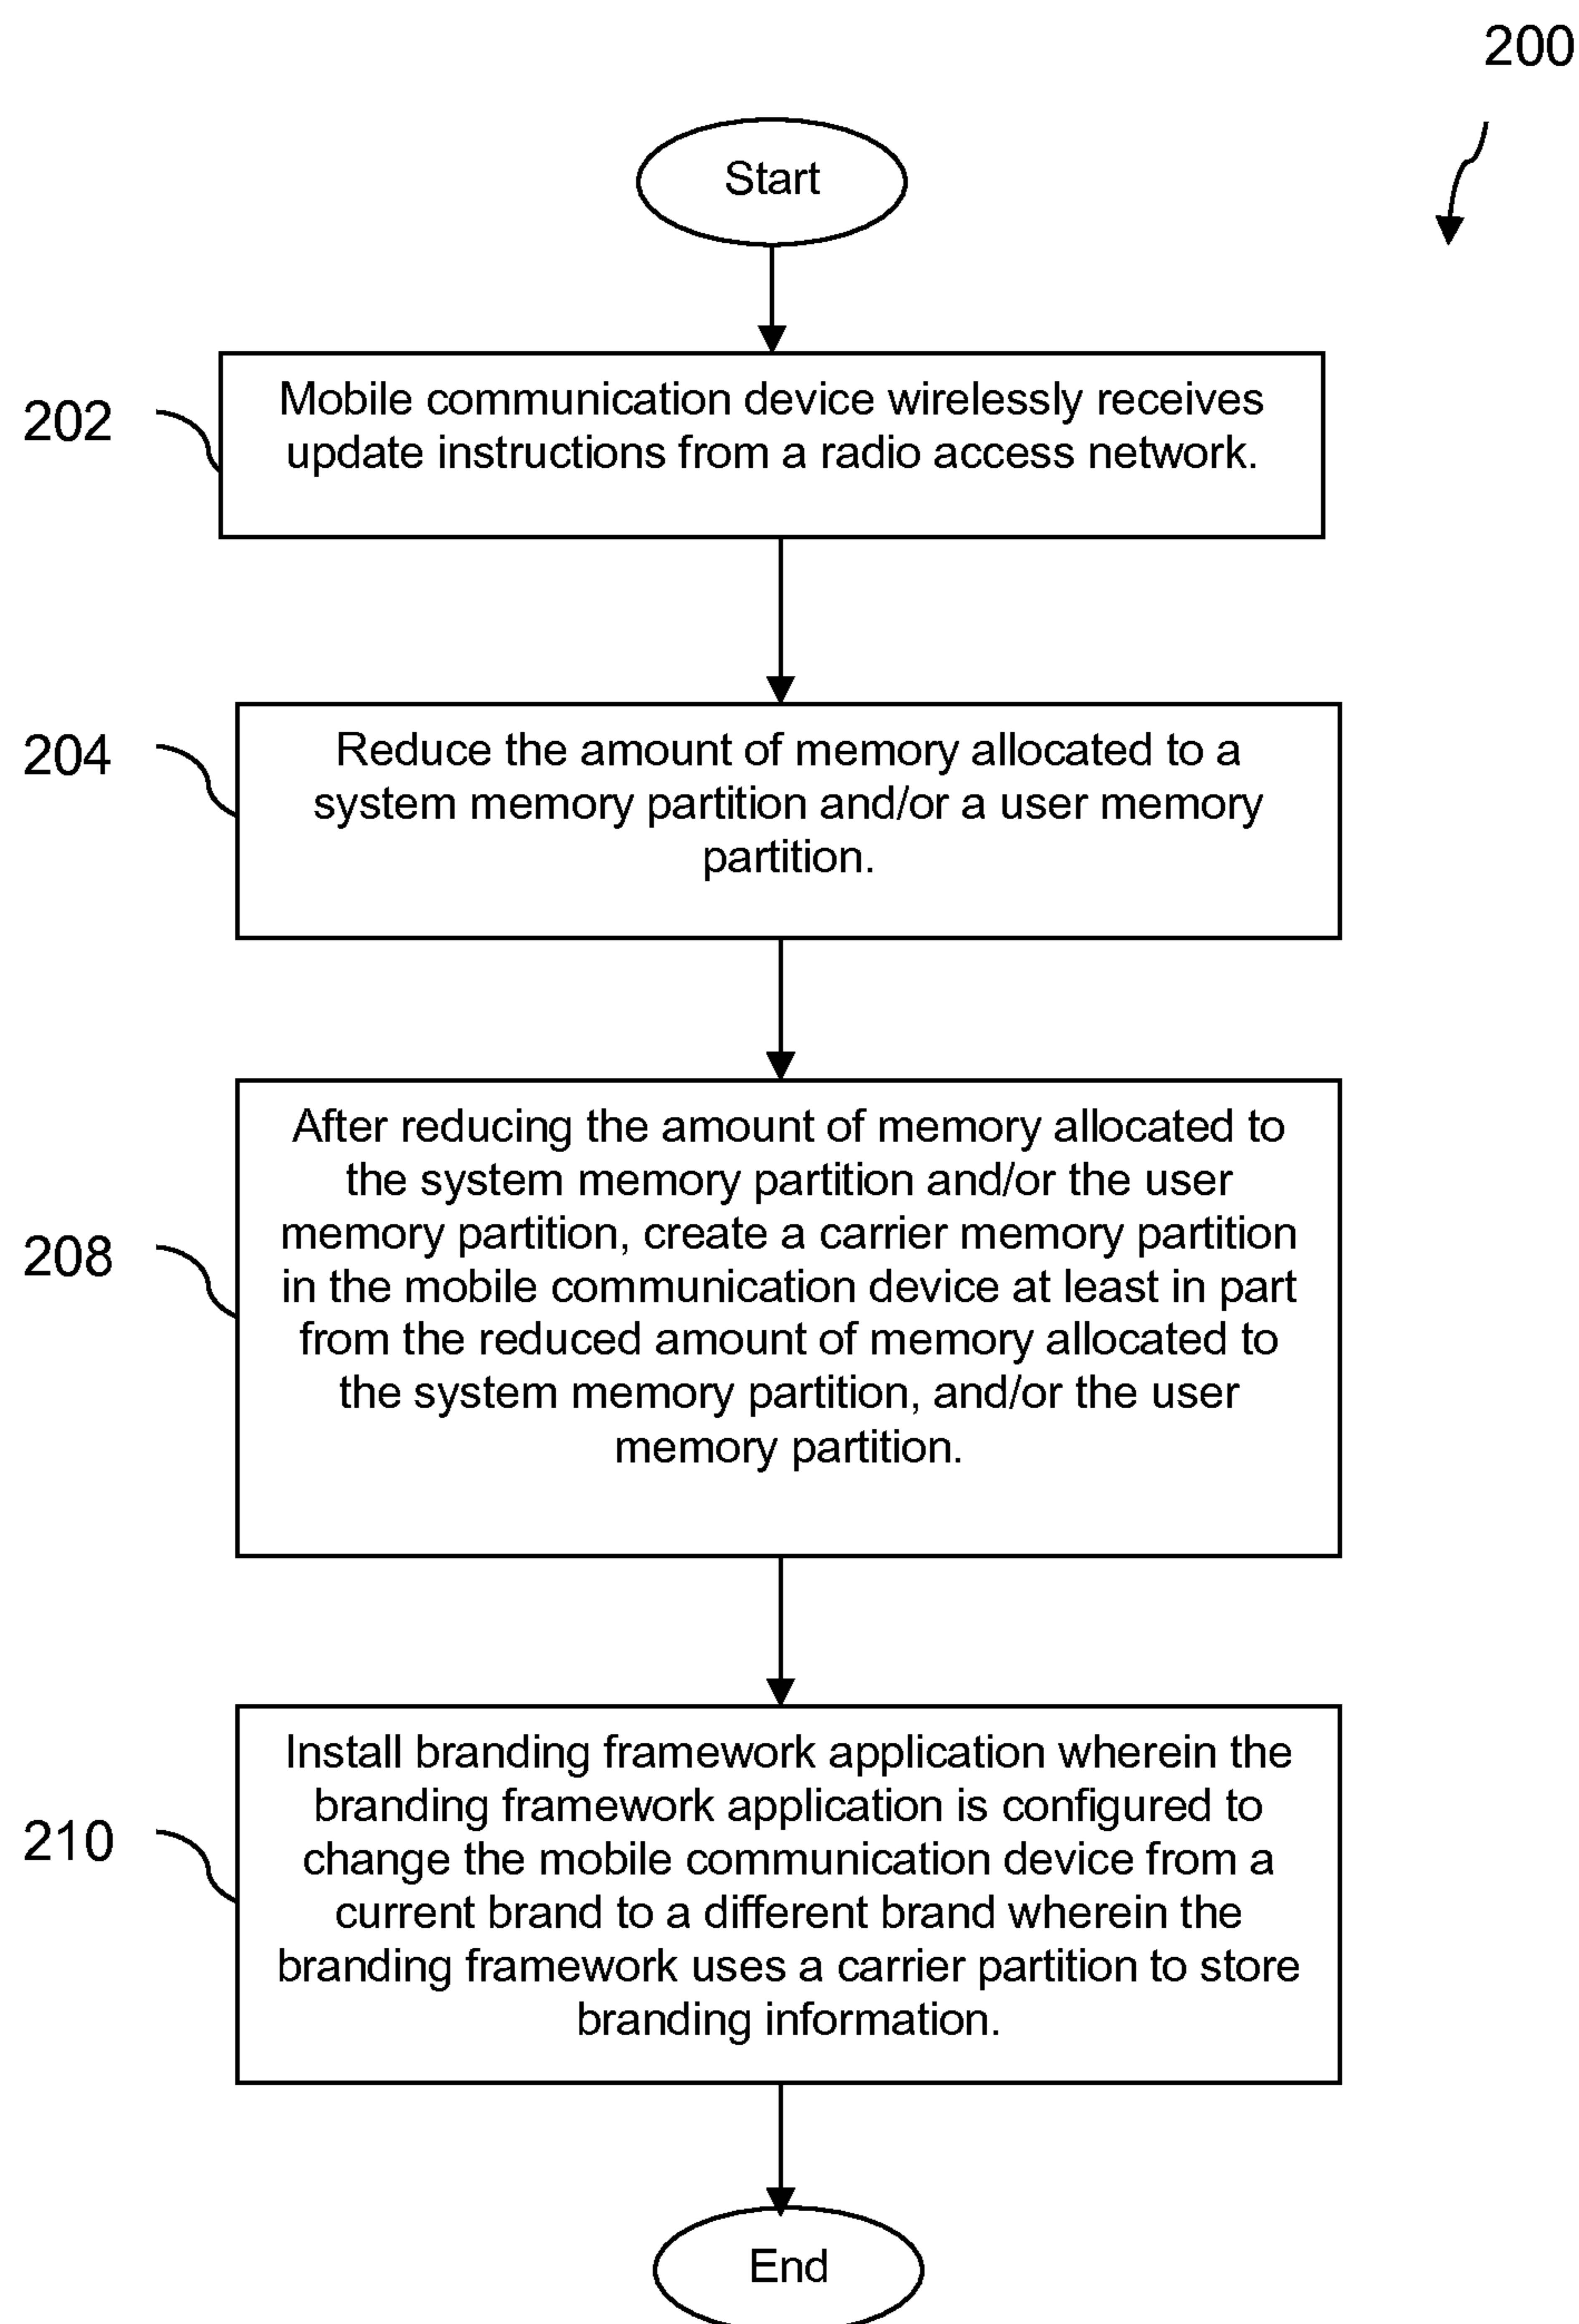 200
Start
202
Mobile communication device wirelessly receives
update instructions from a radio access network.
204
Reduce the amount of memory allocated to a
system memory partition and/or a user memory
partition.
208
After reducing the amount of memory allocated to
the system memory partition and/or the user
memory partition, create a carrier memory partition
in the mobile communication device at least in part
from the reduced amount of memory allocated to
the system memory partition, and/or the user
memory partition.
210
Install branding framework application wherein the
branding framework application is configured to
change the mobile communication device from a
current brand to a different brand wherein the
branding framework uses a carrier partition to store
branding information.
End